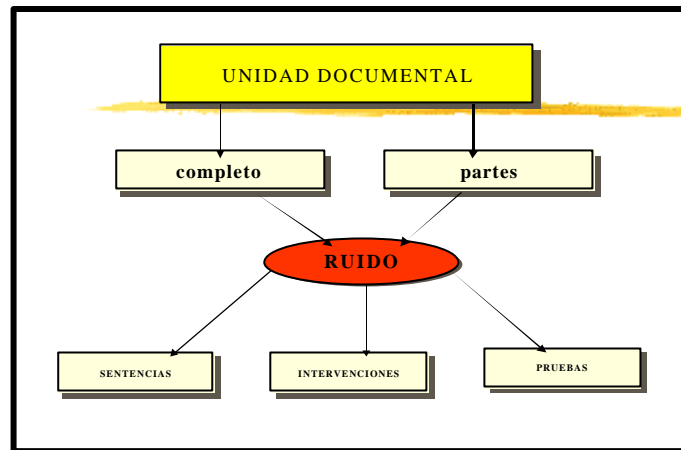 UNIDAD DOCUMENTAL
completo
partes
RUIDO
SENTENCIAS
INTERVENCIONES
PRUEBAS